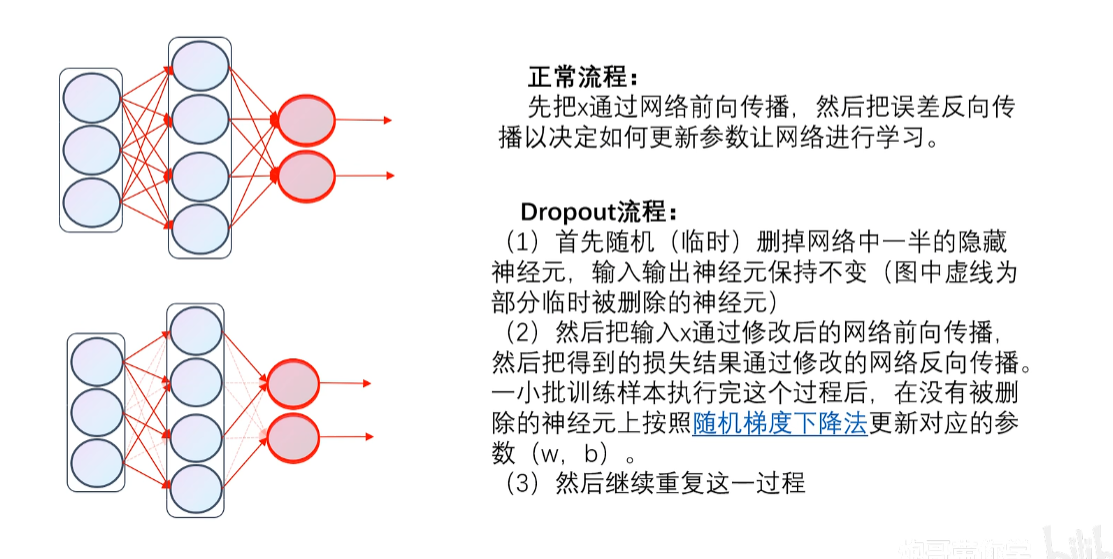 正常流程：
先把x通过网络前向传播，然后把误差反向传
播以决定如何更新参数让网络进行学习。
Dropout流程：
（1）首先随机（临时）删掉网络中一半的隐藏
神经元，输入输出神经元保持不变（图中虚线为
部分临时被删除的神经元）
（2）然后把输入x通过修改后的网络前向传播，
然后把得到的损失结果通过修改的网络反向传播。
一小批训练样本执行完这个过程后，在没有被删
除的神经元上按照随机梯度下降法更新对应的参
数（w，b）。
（3）然后继续重复这一过程